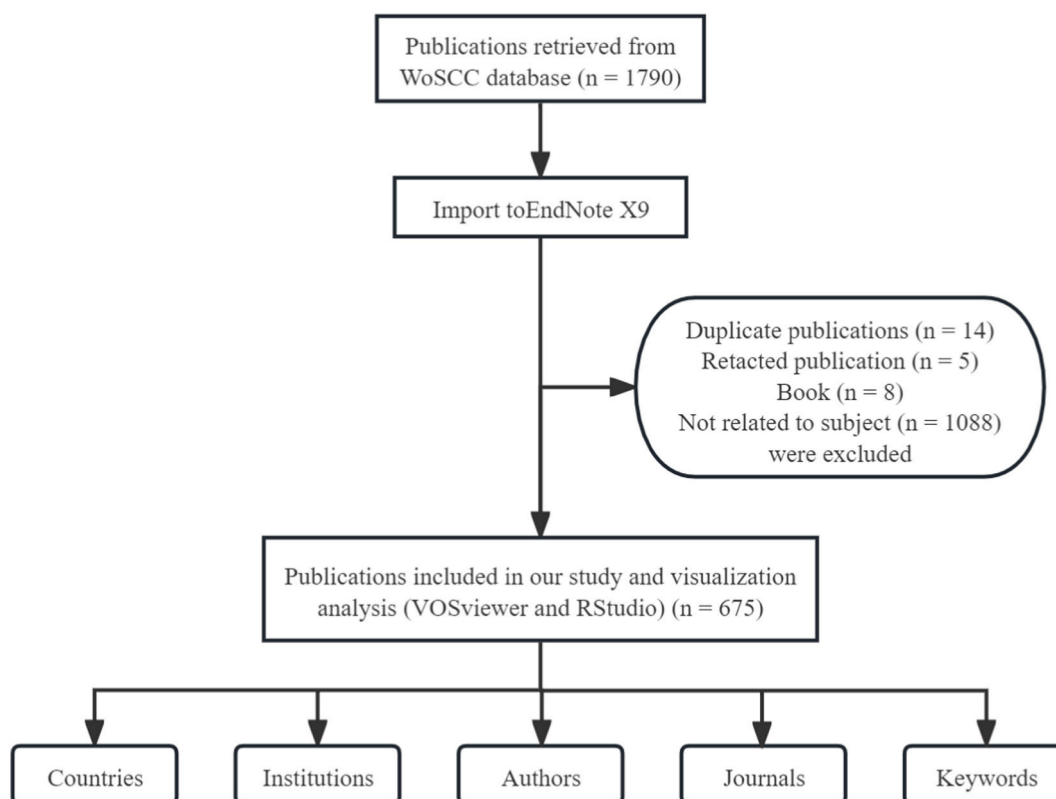 Publications retrieved from
WoSCC database (n = 1790)
Import toEndNote X9
Duplicate publications (n = 14)
Retacted publication (n = 5)
Book (n = 8)
Not related to subject (n = 1088)
were excluded
Publications included in our study and visualization
analysis (VOSviewer and RStudio) (n = 675)
Countries
Institutions
Authors
Journals
Keywords